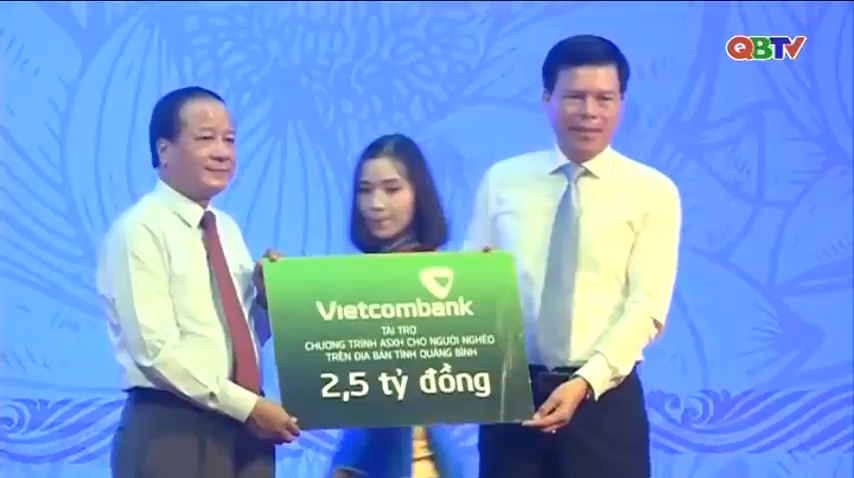 QBTV
Vietcombank
TÀI TRỢ
CHƯƠNG TRÌNH ASXH CHO NGƯỜI NGHÈO
TRÊN ĐỊA BÀN TỈNH QUẢNG BÌNH
2,5 tỷ đồng